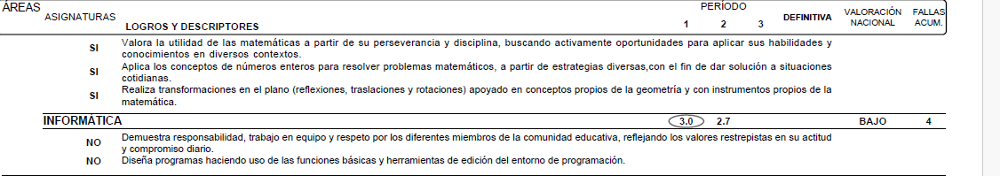 ÁREAS
ASIGNATURAS
LOGROS Y DESCRIPTORES
PERÍODO
1 2 3
DEFINITIVA
VALORACIÓN
NACIONAL
FALLAS
ACUM.
SI Valora la utilidad de las matemáticas a partir de su perseverancia y disciplina, buscando activamente oportunidades para aplicar sus habilidades y
conocimientos en diversos contextos.
SI Aplica los conceptos de números enteros para resolver problemas matemáticos, a partir de estrategias diversas,con el fin de dar solución a situaciones
cotidianas.
SI Realiza transformaciones en el plano (reflexiones, traslaciones y rotaciones) apoyado en conceptos propios de la geometría y con instrumentos propios de la
matemática.
INFORMÁTICA 3.0 2.7 BAJO 4
NO Demuestra responsabilidad, trabajo en equipo y respeto por los diferentes miembros de la comunidad educativa, reflejando los valores restrepistas en su actitud
y compromiso diario.
NO Diseña programas haciendo uso de las funciones básicas y herramientas de edición del entorno de programación.